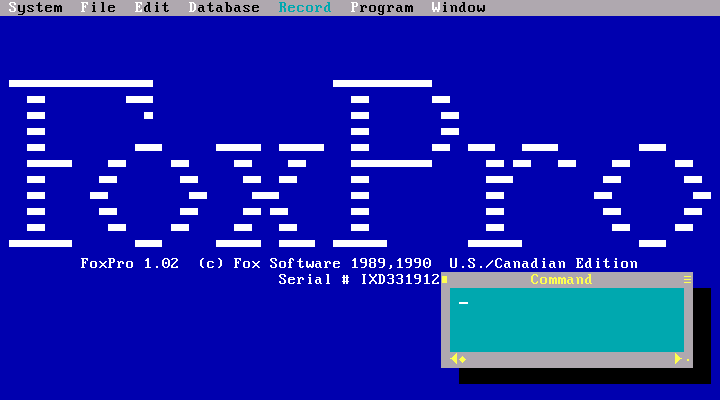 System File Edit Database Record Program Window
FoxPro
FoxPro 1.02 (c) Fox Software 1989,1990 U.S./Canadian Edition
Serial # IXD331912
Command